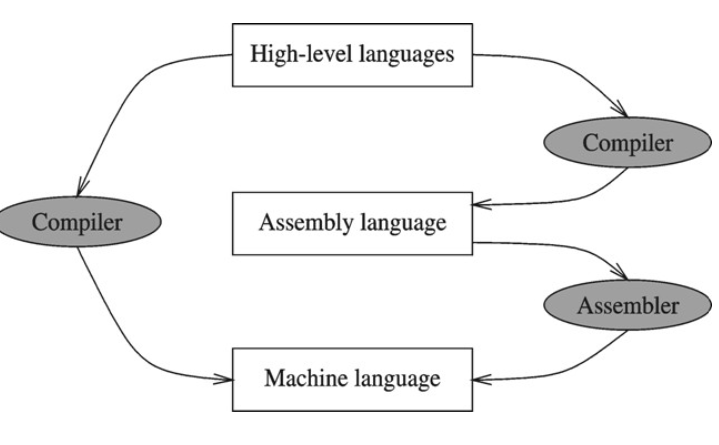 High-level languages
Compiler
Compiler
Assembly language
Assembler
Machine language